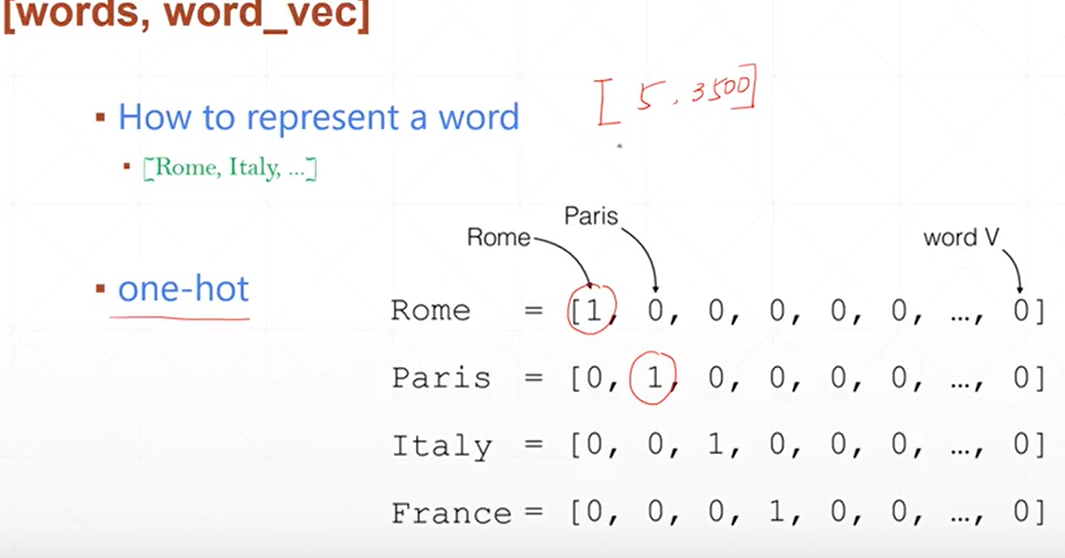 [words, word_vec]
[ 5. 3500]
▪ How to represent a word
▪ [Rome, Italy, ...]
Paris
Rome
word V
▪ one-hot
Rome = [1, 0, 0, 0, 0, 0, …, 0]
Paris = [0, 1, 0, 0, 0, 0, …, 0]
Italy = [0, 0, 1, 0, 0, 0, …, 0]
France = [0, 0, 0, 1, 0, 0, …, 0]